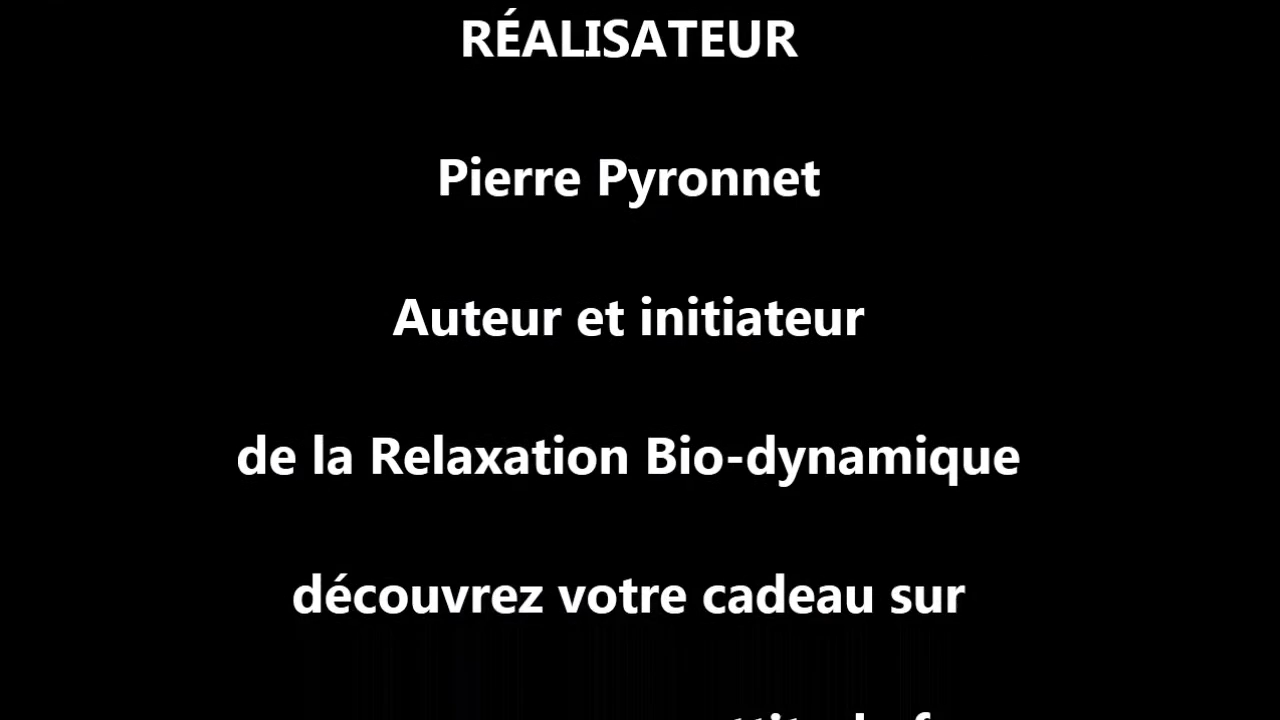 RÉALISATEUR
Pierre Pyronnet
Auteur et initiateur
de la Relaxation Bio-dynamique
découvrez votre cadeau sur